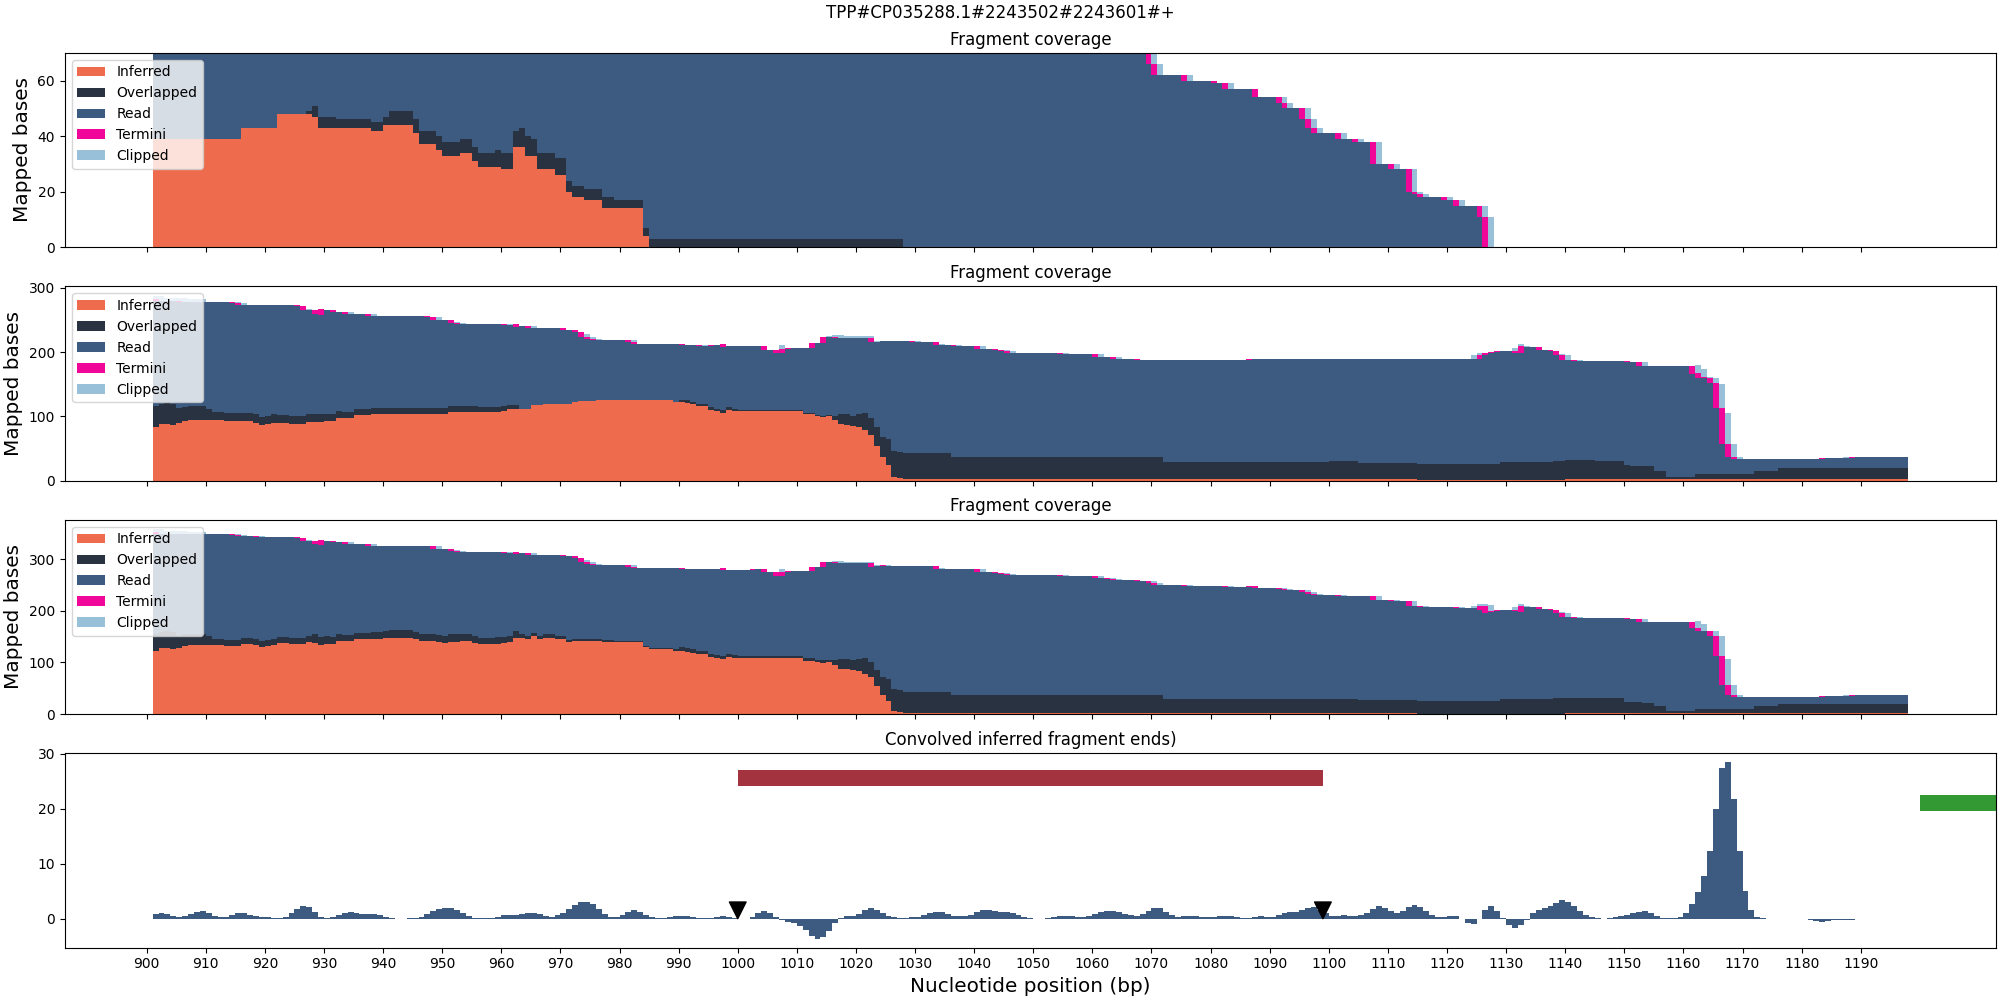 TPP#CP035288.1#2243502#2243601#+
Fragment coverage
Mapped bases
60
40
20
0
Inferred
Overlapped
Read
Termini
Clipped
Fragment coverage
Mapped bases
300
200
100
0
Inferred
Overlapped
Read
Termini
Clipped
Fragment coverage
Mapped bases
300
200
100
0
Inferred
Overlapped
Read
Termini
Clipped
Convolved inferred fragment ends)
30
20
10
0
900 910 920 930 940 950 960 970 980 990 1000 1010 1020 1030 1040 1050 1060 1070 1080 1090 1100 1110 1120 1130 1140 1150 1160 1170 1180 1190
Nucleotide position (bp)